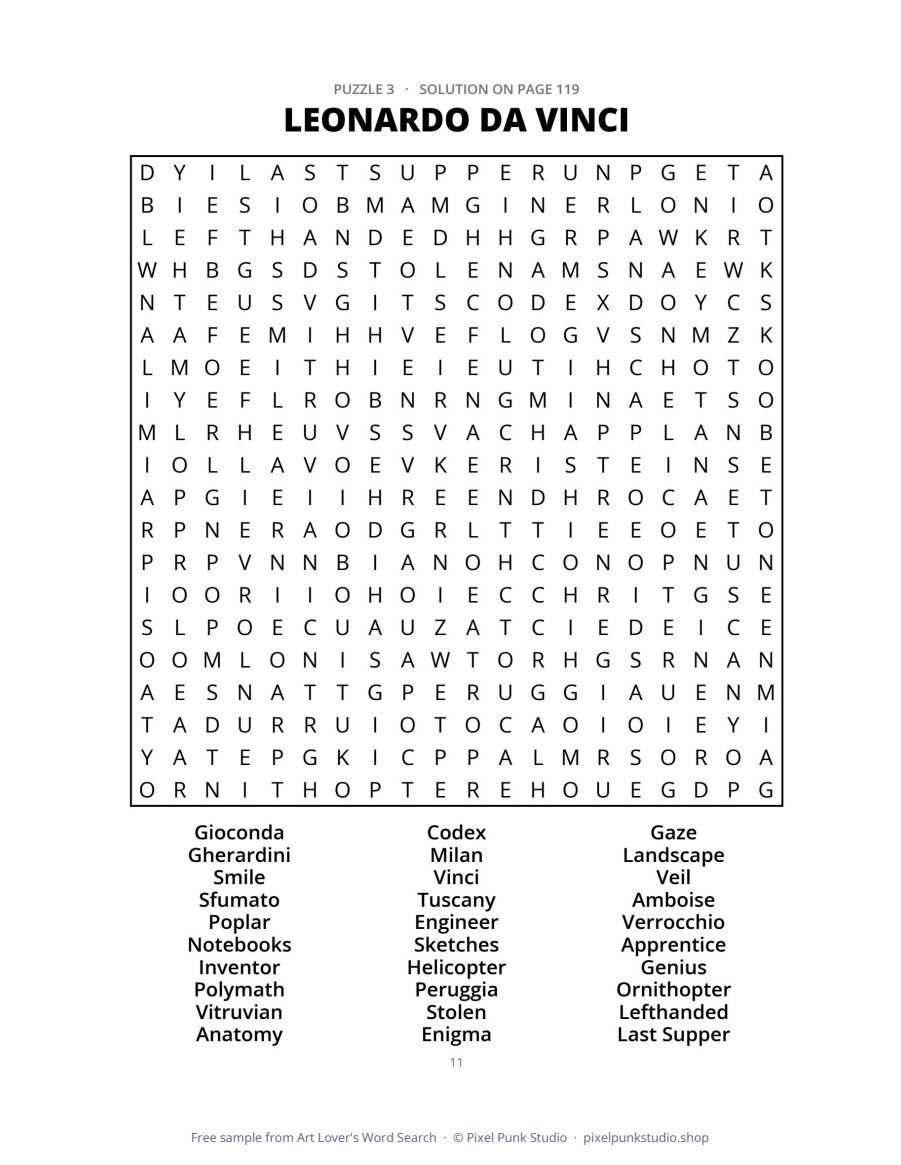 PUZZLE 3 · SOLUTION ON PAGE 119
LEONARDO DA VINCI
D Y I L A S T S U P P E R U N P G E T A
B I E S I O B M A M G I N E R L O N I O
L E F T H A N D E D H H G R P A W K R T
W H B G S D S T O L E N A M S N A E W K
N T E U S V G I T S C O D E X D O Y C S
A A F E M I H H V E F L O G V S N M Z K
L M O E I T H I E I E U T I H C H O T O
I Y E F L R O B N R N G M I N A E T S O
M L R H E U V S S V A C H A P P L A N B
I O L L A V O E V K E R I S T E I N S E
A P G I E I I H R E E N D H R O C A E T
R P N E R A O D G R L T T I E E O E T O
P R P V N N B I A N O H C O N O P N U N
I O O R I I O H O I E C C H R I T G S E
S L P O E C U A U Z A T C I E D E I C E
O O M L O N I S A W T O R H G S R N A N
A E S N A T T G P E R U G G I A U E N M
T A D U R R U I O T O C A O I O I E Y I
Y A T E P G K I C P P A L M R S O R O A
O R N I T H O P T E R E H O U E G D P G
Gioconda Codex Gaze
Gherardini Milan Landscape
Smile Vinci Veil
Sfumato Tuscany Amboise
Poplar Engineer Verrocchio
Notebooks Sketches Apprentice
Inventor Helicopter Genius
Polymath Peruggia Ornithopter
Vitruvian Stolen Lefthanded
Anatomy Enigma Last Supper
11
Free sample from Art Lover's Word Search · © Pixel Punk Studio · pixelpunkstudio.shop